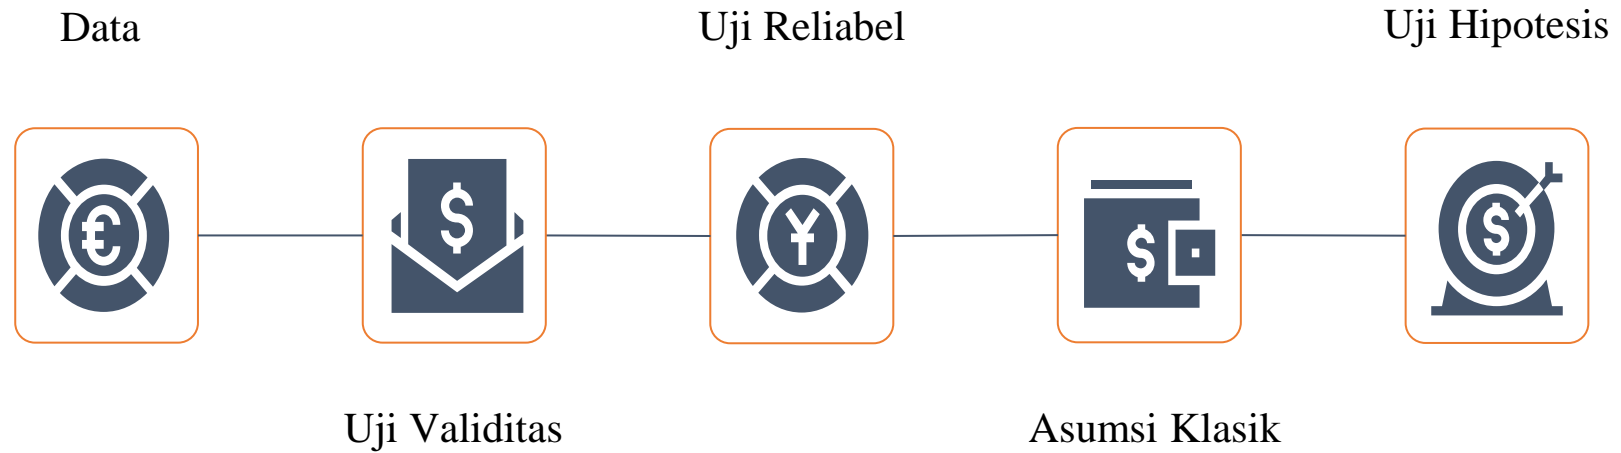 Data
Uji Reliabel
Uji Hipotesis
€
$
¥
$
$
Uji Validitas
Asumsi Klasik